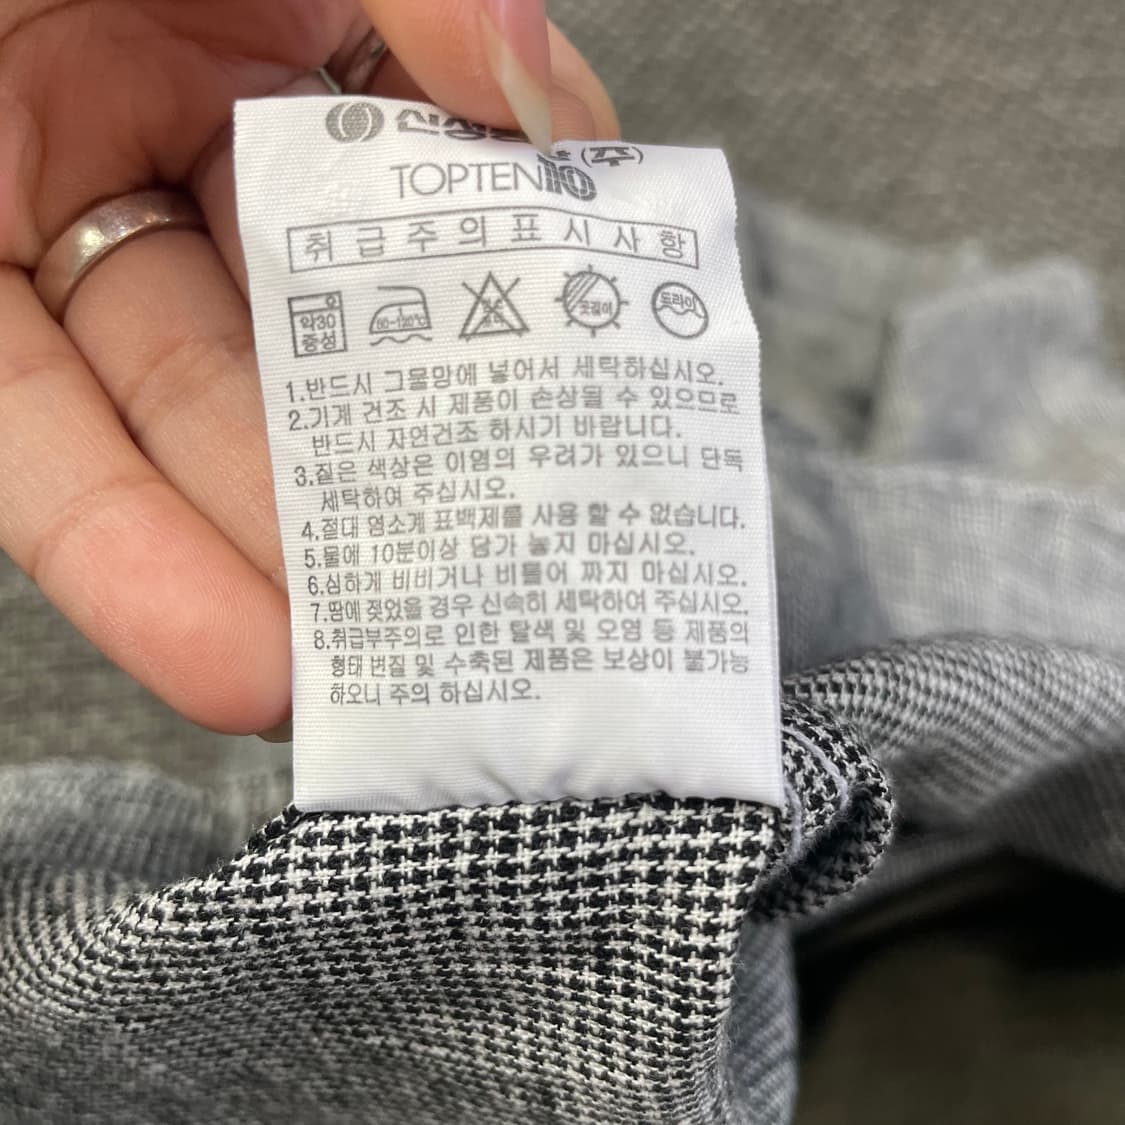 신성
(주)
TOPTEN10
취급주의표시사항
약30
중성
80~120℃
옷걸이
드라이
1.반드시 그물망에 넣어서 세탁하십시오.
2.기계 건조 시 제품이 손상될 수 있으므로
반드시 자연건조 하시기 바랍니다.
3.짙은 색상은 이염의 우려가 있으니 단독
세탁하여 주십시오.
4.절대 염소계 표백제를 사용 할 수 없습니다.
5.물에 10분이상 담가 놓지 마십시오.
6.심하게 비비거나 비틀어 짜지 마십시오.
7.땀에 젖었을 경우 신속히 세탁하여 주십시오.
8.취급부주의로 인한 탈색 및 오염 등 제품의
형태 변질 및 수축된 제품은 보상이 불가능
하오니 주의 하십시오.